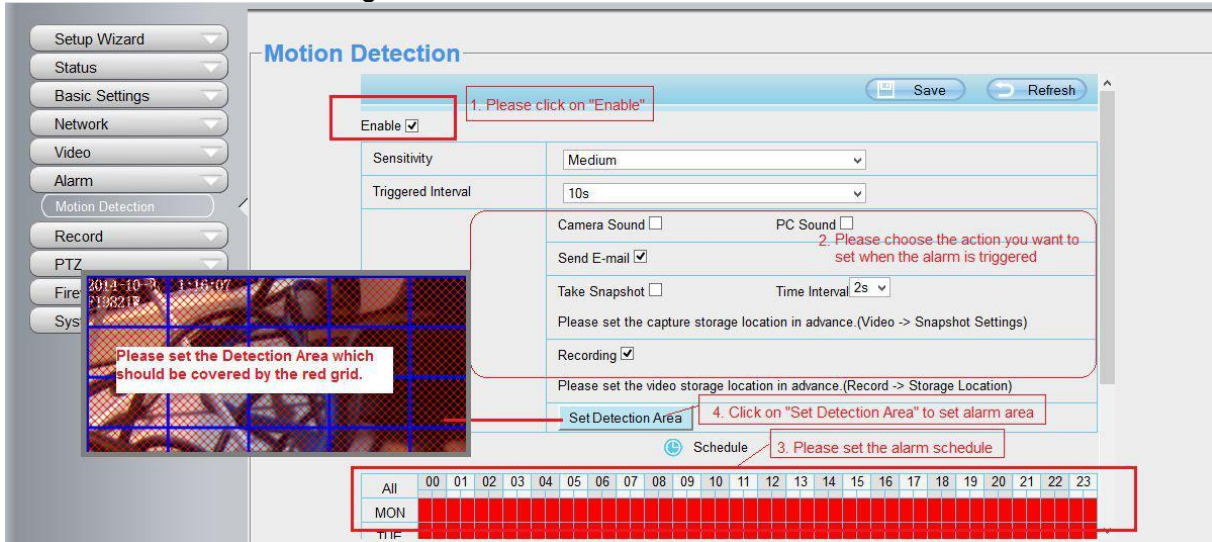 Setup Wizard
Status
Basic Settings
Network
Video
Alarm
Motion Detection
Record
PTZ
Fire
Sys
Motion Detection
Save
Refresh
1. Please click on "Enable"
Enable
Sensitivity
Medium
Triggered Interval
10s
Camera Sound
PC Sound
2. Please choose the action you want to
set when the alarm is triggered
Send E-mail
Take Snapshot
Time Interval 2s
Please set the capture storage location in advance.(Video -> Snapshot Settings)
Recording
Please set the video storage location in advance.(Record -> Storage Location)
Set Detection Area
4. Click on "Set Detection Area" to set alarm area
Please set the Detection Area which
should be covered by the red grid.
Schedule
3. Please set the alarm schedule
All 00 01 02 03 04 05 06 07 08 09 10 11 12 13 14 15 16 17 18 19 20 21 22 23
MON
TUE